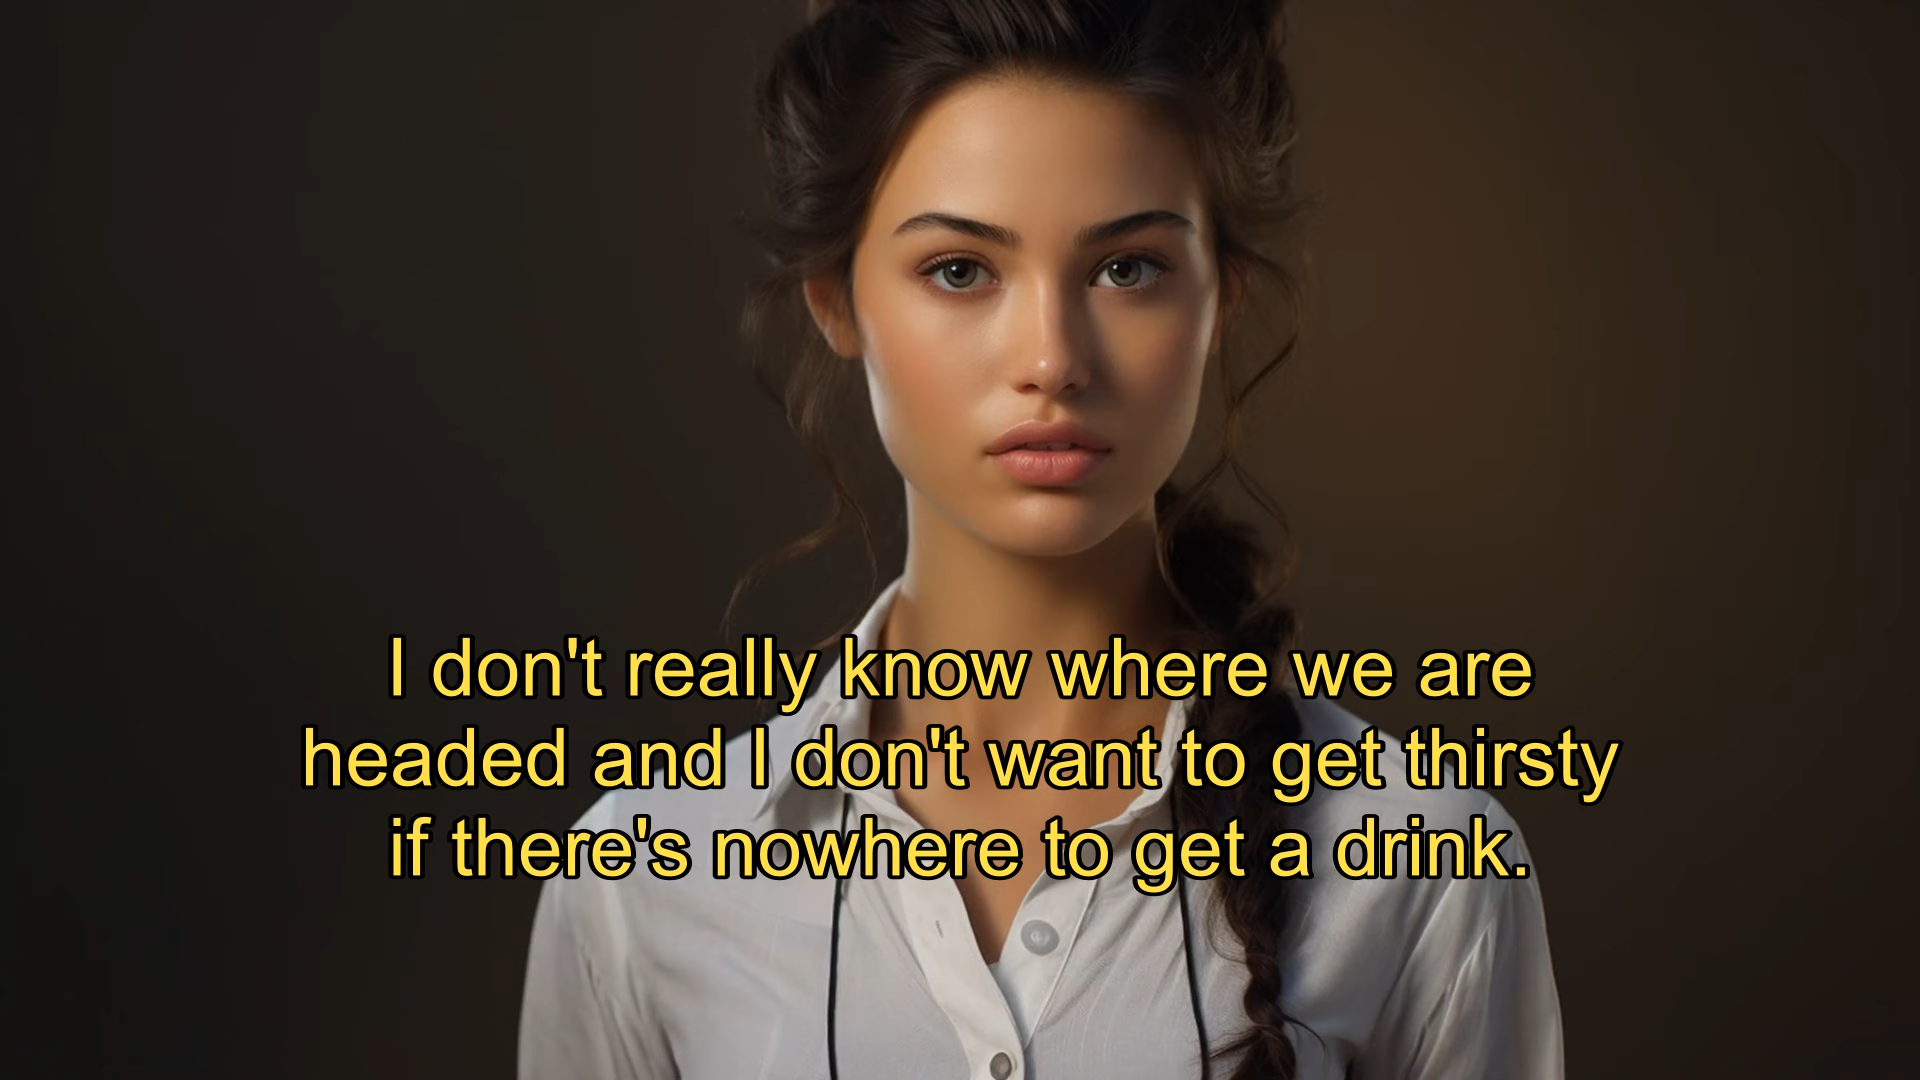 I don't really know where we are
headed and I don't want to get thirsty
if there's nowhere to get a drink.